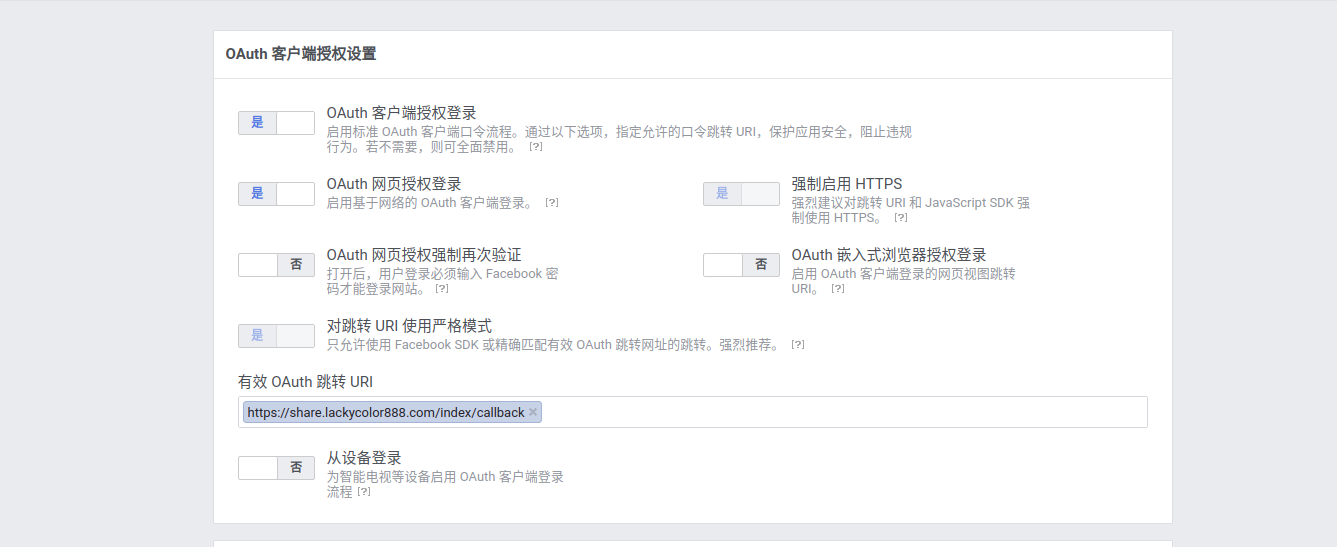 OAuth 客户端授权设置
是
OAuth 客户端授权登录
启用标准 OAuth 客户端口令流程。通过以下选项，指定允许的口令跳转 URI，保护应用安全，阻止违规
行为。若不需要，则可全面禁用。 [?]
是
OAuth 网页授权登录
启用基于网络的 OAuth 客户端登录。 [?]
是
强制启用 HTTPS
强烈建议对跳转 URI 和 JavaScript SDK 强
制使用 HTTPS。 [?]
否
OAuth 网页授权强制再次验证
打开后，用户登录必须输入 Facebook 密
码才能登录网站。 [?]
否
OAuth 嵌入式浏览器授权登录
启用 OAuth 客户端登录的网页视图跳转
URI。 [?]
是
对跳转 URI 使用严格模式
只允许使用 Facebook SDK 或精确匹配有效 OAuth 跳转网址的跳转。强烈推荐。 [?]
有效 OAuth 跳转 URI
https://share.lackycolor888.com/index/callback ×
否
从设备登录
为智能电视等设备启用 OAuth 客户端登录
流程 [?]